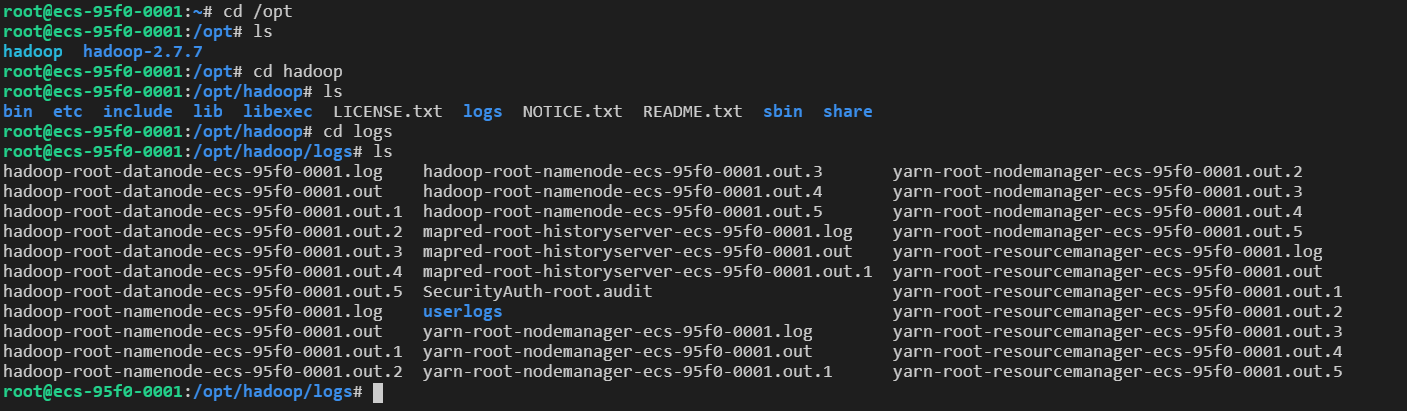 root@ecs-95f0-0001:~# cd /opt
root@ecs-95f0-0001:/opt# ls
hadoop  hadoop-2.7.7
root@ecs-95f0-0001:/opt# cd hadoop
root@ecs-95f0-0001:/opt/hadoop# ls
bin  etc  include  lib  libexec  LICENSE.txt  logs  NOTICE.txt  README.txt  sbin  share
root@ecs-95f0-0001:/opt/hadoop# cd logs
root@ecs-95f0-0001:/opt/hadoop/logs# ls
hadoop-root-datanode-ecs-95f0-0001.log    hadoop-root-namenode-ecs-95f0-0001.out.3       yarn-root-nodemanager-ecs-95f0-0001.out.2
hadoop-root-datanode-ecs-95f0-0001.out    hadoop-root-namenode-ecs-95f0-0001.out.4       yarn-root-nodemanager-ecs-95f0-0001.out.3
hadoop-root-datanode-ecs-95f0-0001.out.1  hadoop-root-namenode-ecs-95f0-0001.out.5       yarn-root-nodemanager-ecs-95f0-0001.out.4
hadoop-root-datanode-ecs-95f0-0001.out.2  mapred-root-historyserver-ecs-95f0-0001.log    yarn-root-nodemanager-ecs-95f0-0001.out.5
hadoop-root-datanode-ecs-95f0-0001.out.3  mapred-root-historyserver-ecs-95f0-0001.out    yarn-root-resourcemanager-ecs-95f0-0001.log
hadoop-root-datanode-ecs-95f0-0001.out.4  mapred-root-historyserver-ecs-95f0-0001.out.1  yarn-root-resourcemanager-ecs-95f0-0001.out
hadoop-root-datanode-ecs-95f0-0001.out.5  SecurityAuth-root.audit                        yarn-root-resourcemanager-ecs-95f0-0001.out.1
hadoop-root-namenode-ecs-95f0-0001.log    userlogs                                       yarn-root-resourcemanager-ecs-95f0-0001.out.2
hadoop-root-namenode-ecs-95f0-0001.out    yarn-root-nodemanager-ecs-95f0-0001.log        yarn-root-resourcemanager-ecs-95f0-0001.out.3
hadoop-root-namenode-ecs-95f0-0001.out.1  yarn-root-nodemanager-ecs-95f0-0001.out        yarn-root-resourcemanager-ecs-95f0-0001.out.4
hadoop-root-namenode-ecs-95f0-0001.out.2  yarn-root-nodemanager-ecs-95f0-0001.out.1      yarn-root-resourcemanager-ecs-95f0-0001.out.5
root@ecs-95f0-0001:/opt/hadoop/logs#